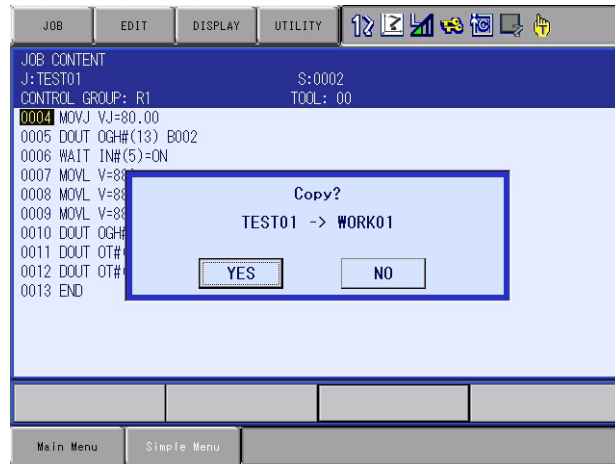 JOB EDIT DISPLAY UTILITY
JOB CONTENT
J:TEST01 S:0002
CONTROL GROUP: R1 TOOL: 00
0004 MOVJ VJ=80.00
0005 DOUT OGH#(13) B002
0006 WAIT IN#(5)=ON
0007 MOVL V=88
0008 MOVL V=88
0009 MOVL V=88
0010 DOUT OGH#
0011 DOUT OT#
0012 DOUT OT#
0013 END
Copy?
TEST01 -> WORK01
YES NO
Main Menu Simple Menu